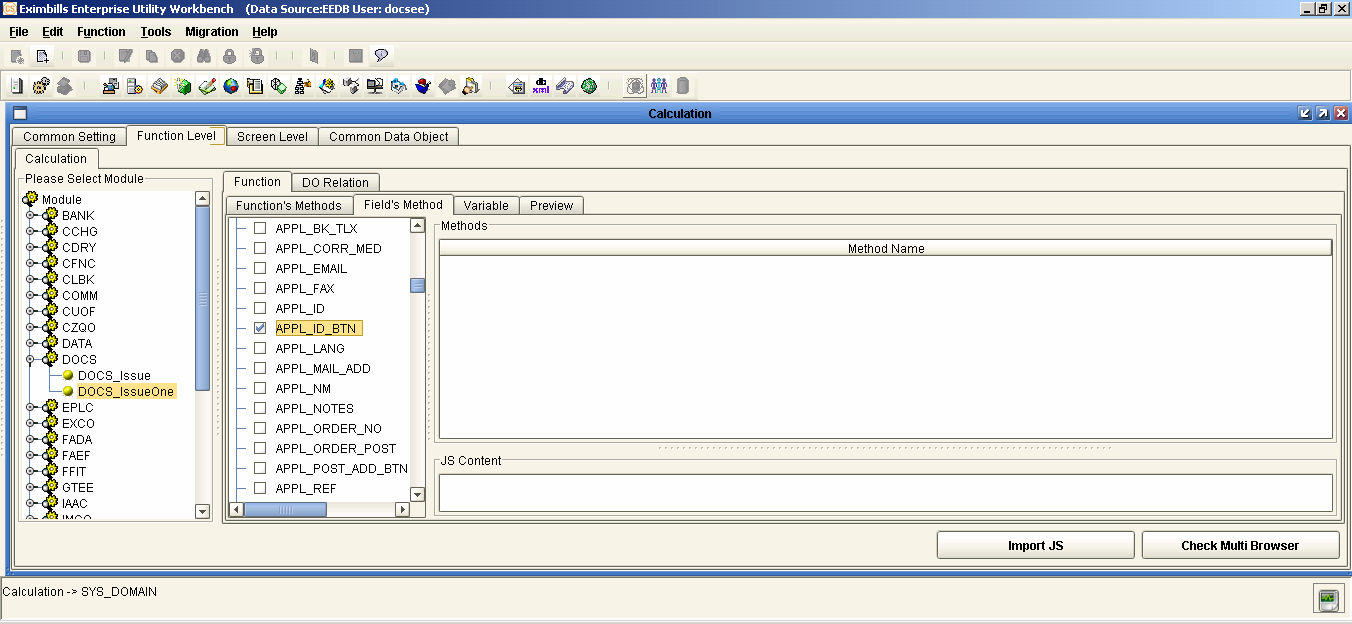 Eximbills Enterprise Utility Workbench (Data Source:EEDB User: docsee)
File Edit Function Tools Migration Help
Calculation
Common Setting Function Level Screen Level Common Data Object
Calculation
Please Select Module
Module
BANK
CCHG
CDRY
CFNC
CLBK
COMM
CUOF
CZQO
DATA
DOCS
DOCS_Issue
DOCS_IssueOne
EPLC
EXCO
FADA
FAEF
FFIT
GTEE
IAAC
IMCO
Function DO Relation
Function's Methods Field's Method Variable Preview
APPL_BK_TLX
APPL_CORR_MED
APPL_EMAIL
APPL_FAX
APPL_ID
APPL_ID_BTN
APPL_LANG
APPL_MAIL_ADD
APPL_NM
APPL_NOTES
APPL_ORDER_NO
APPL_ORDER_POST
APPL_POST_ADD_BTN
APPL_REF
Methods
Method Name
JS Content
Import JS Check Multi Browser
Calculation -> SYS_DOMAIN